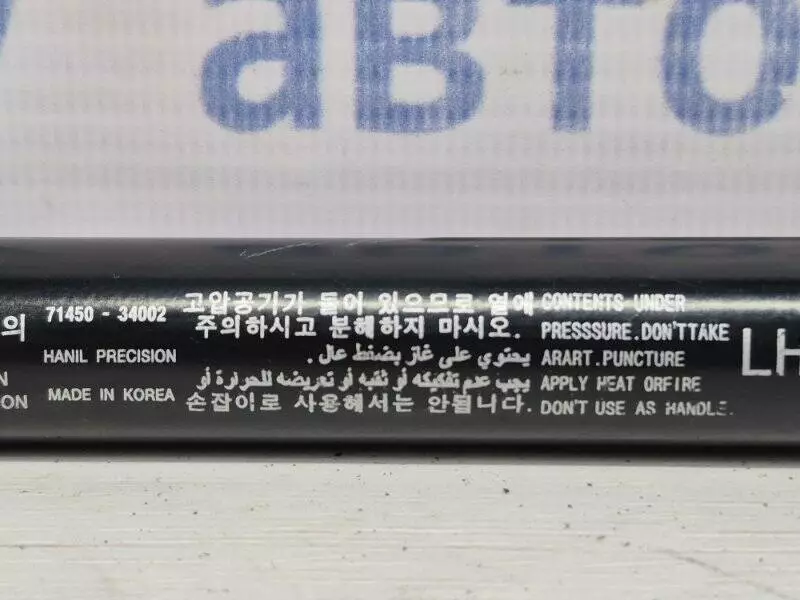 авто
의
N
ION
71450 - 34002
HANIL PRECISION
MADE IN KOREA
고압공기가 들어 있으므로 열에
주의하시고 분해하지 마시오.
يحتوي على غاز بضغط عال .
يجب عدم تفكيكه أو ثقبه أو تعريضه للحرارة أو
손잡이로 사용해서는 안됩니다.
CONTENTS UNDER
PRESSSURE.DON'TTAKE
ARART.PUNCTURE
APPLY HEAT ORFIRE
DON'T USE AS HANDLE.
LH